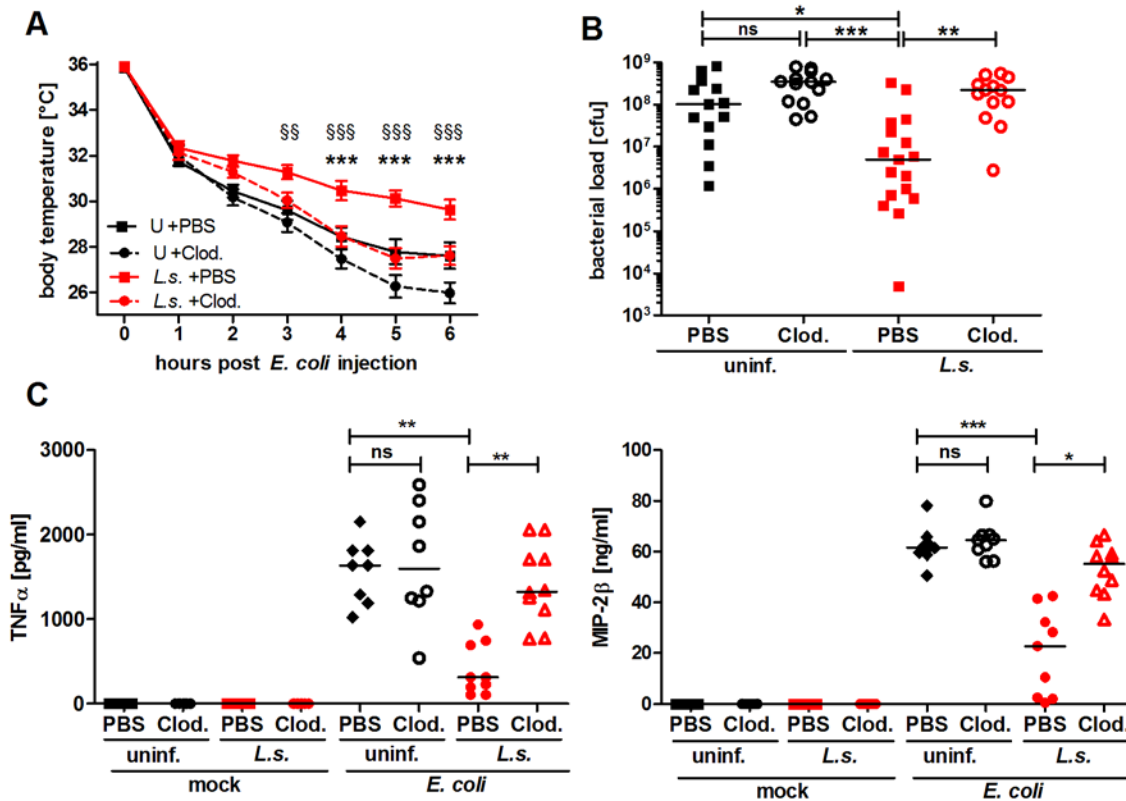 A
body temperature [°C]
36
34
32
30
28
26
§§ §§§ §§§ §§§
*** *** ***
U +PBS
U +Clod.
L.s. +PBS
L.s. +Clod.
0 1 2 3 4 5 6
hours post E. coli injection
B
*
ns *** **
bacterial load [cfu]
10⁹
10⁸
10⁷
10⁶
10⁵
10⁴
10³
PBS Clod. PBS Clod.
uninf. L.s.
C
**
ns **
TNFα [pg/ml]
3000
2000
1000
0
PBS Clod. PBS Clod. PBS Clod. PBS Clod.
uninf. L.s. uninf. L.s.
mock E. coli
***
ns *
MIP-2β [ng/ml]
100
80
60
40
20
0
PBS Clod. PBS Clod. PBS Clod. PBS Clod.
uninf. L.s. uninf. L.s.
mock E. coli